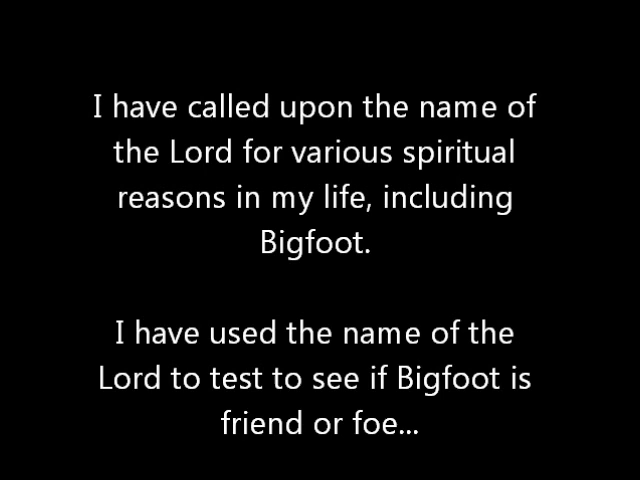 I have called upon the name of
the Lord for various spiritual
reasons in my life, including
Bigfoot.
I have used the name of the
Lord to test to see if Bigfoot is
friend or foe...